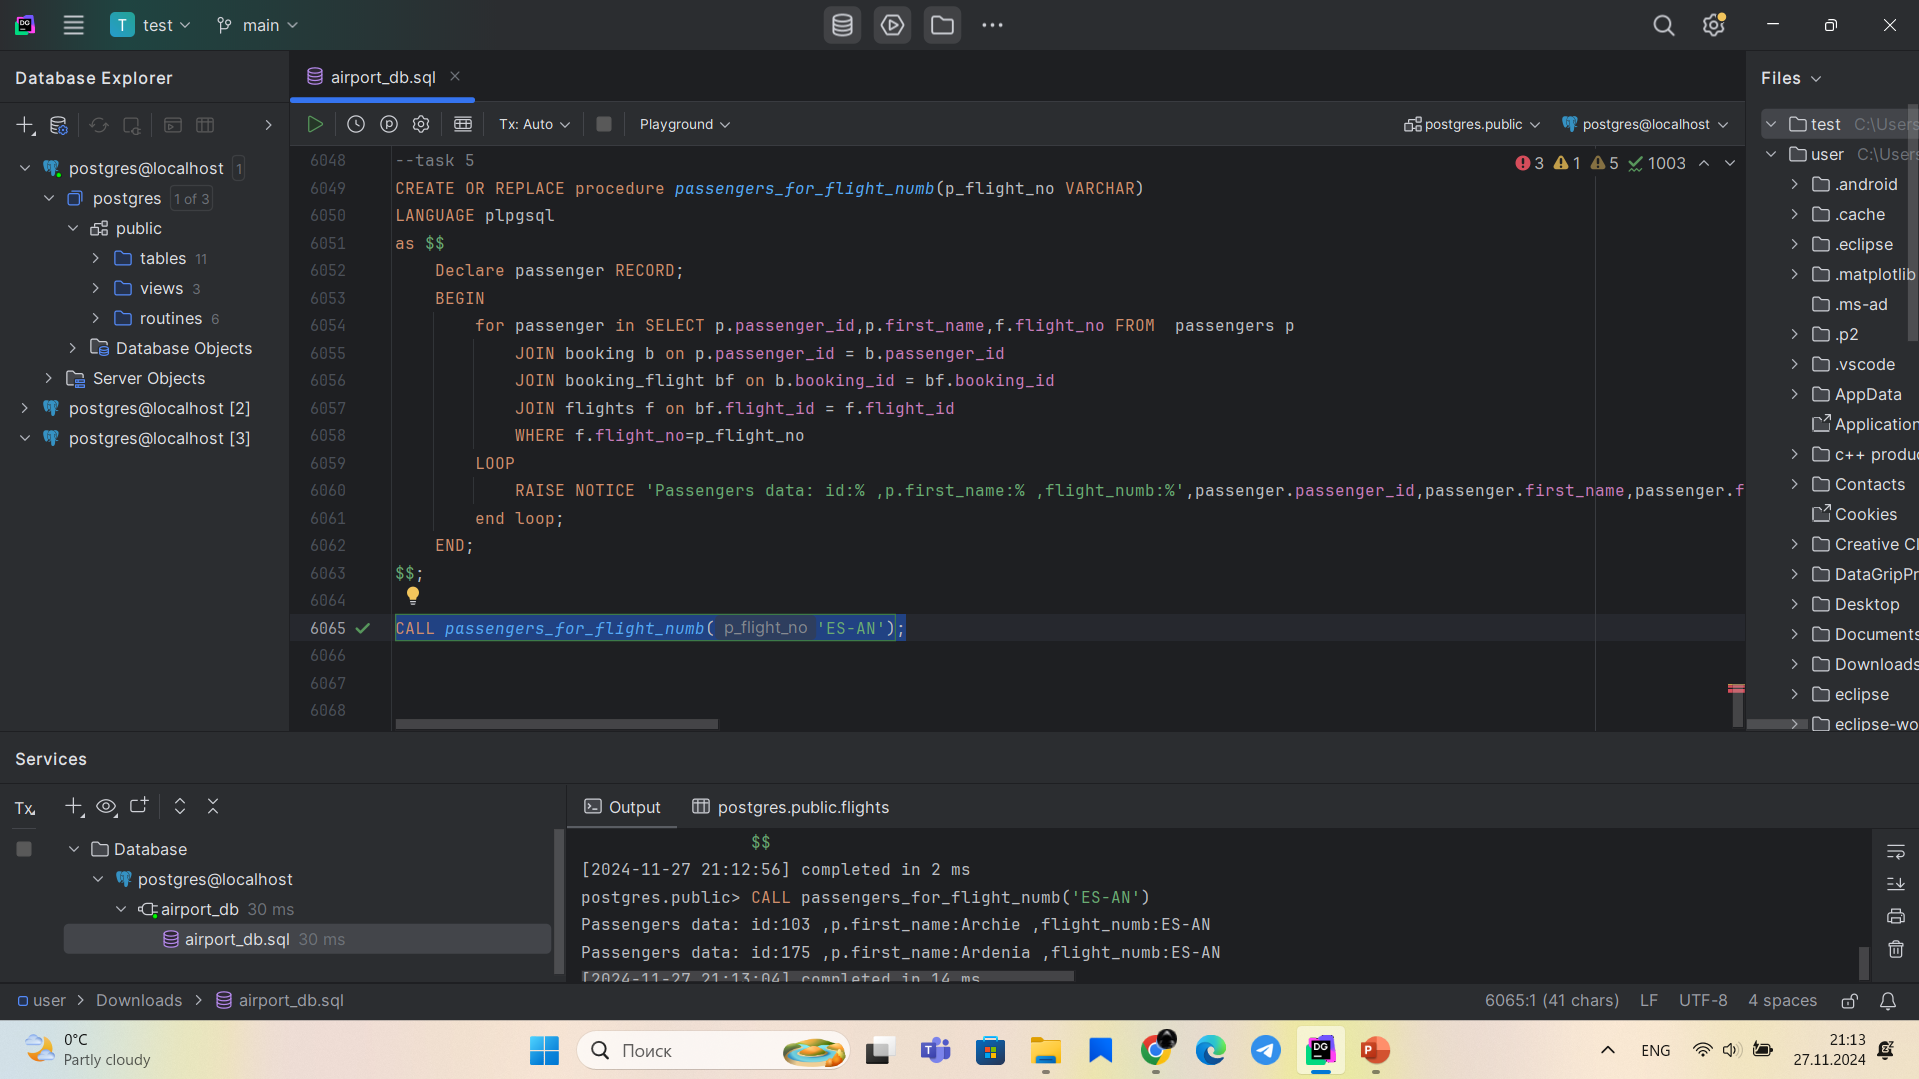 test
main
Database Explorer
postgres@localhost 1
postgres 1 of 3
public
tables 11
views 3
routines 6
Database Objects
Server Objects
postgres@localhost [2]
postgres@localhost [3]
airport_db.sql
Tx: Auto
Playground
postgres.public
postgres@localhost
3 1 5 1003
6048 --task 5
6049 CREATE OR REPLACE procedure passengers_for_flight_numb(p_flight_no VARCHAR)
6050 LANGUAGE plpgsql
6051 as $$
6052 Declare passenger RECORD;
6053 BEGIN
6054 for passenger in SELECT p.passenger_id,p.first_name,f.flight_no FROM  passengers p
6055 JOIN booking b on p.passenger_id = b.passenger_id
6056 JOIN booking_flight bf on b.booking_id = bf.booking_id
6057 JOIN flights f on bf.flight_id = f.flight_id
6058 WHERE f.flight_no=p_flight_no
6059 LOOP
6060 RAISE NOTICE 'Passengers data: id:% ,p.first_name:% ,flight_numb:%',passenger.passenger_id,passenger.first_name,passenger.f
6061 end loop;
6062 END;
6063 $$;
6064
6065 CALL passengers_for_flight_numb( p_flight_no 'ES-AN');
6066
6067
6068
Files
test C:\Users
user C:\Users
.android
.cache
.eclipse
.matplotlib
.ms-ad
.p2
.vscode
AppData
Application
c++ produ
Contacts
Cookies
Creative Cl
DataGripPr
Desktop
Documents
Downloads
eclipse
eclipse-wo
Services
Tx
Database
postgres@localhost
airport_db 30 ms
airport_db.sql 30 ms
Output
postgres.public.flights
$$
[2024-11-27 21:12:56] completed in 2 ms
postgres.public> CALL passengers_for_flight_numb('ES-AN')
Passengers data: id:103 ,p.first_name:Archie ,flight_numb:ES-AN
Passengers data: id:175 ,p.first_name:Ardenia ,flight_numb:ES-AN
[2024-11-27 21:13:04] completed in 14 ms
user > Downloads > airport_db.sql
6065:1 (41 chars) LF UTF-8 4 spaces
0°C
Partly cloudy
Поиск
ENG
21:13
27.11.2024